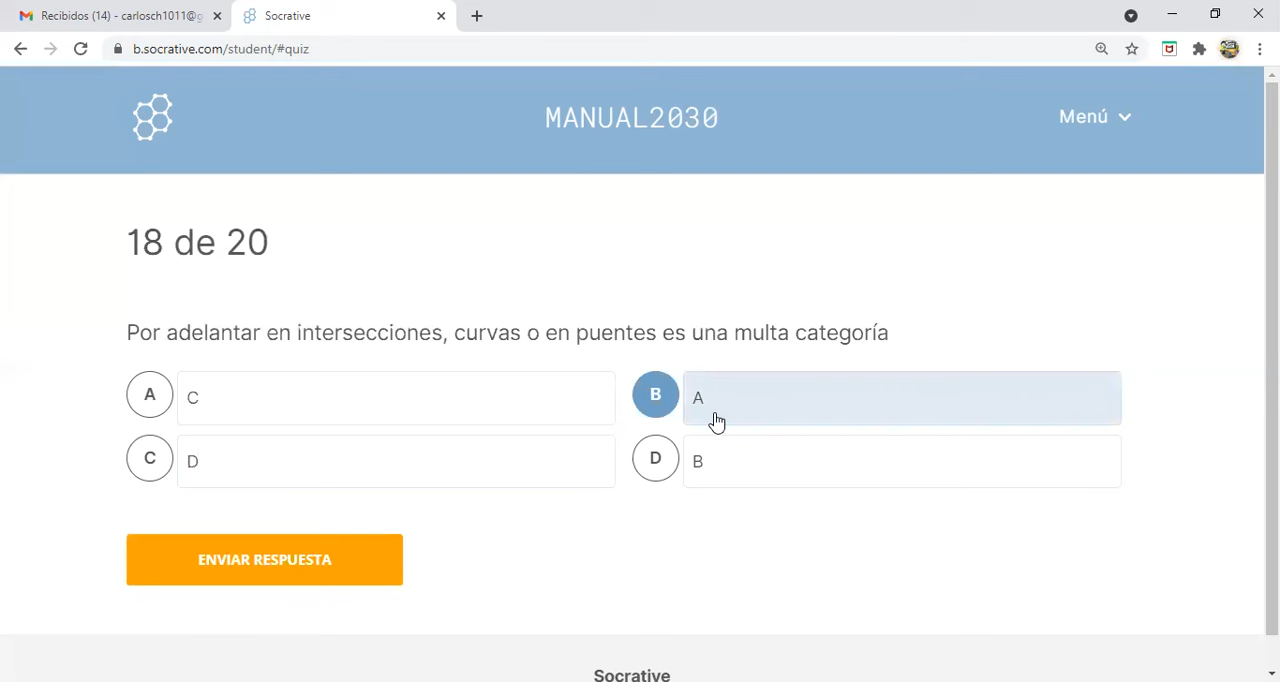 Recibidos (14) - carlosch1011@g
Socrative
b.socrative.com/student/#quiz
MANUAL2030
Menú
18 de 20
Por adelantar en intersecciones, curvas o en puentes es una multa categoría
A C
B A
C D
D B
ENVIAR RESPUESTA
Socrative